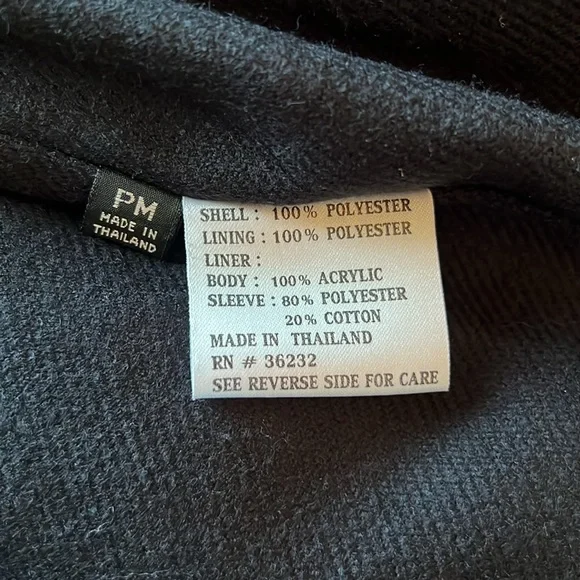 PM
MADE IN
THAILAND
SHELL : 100% POLYESTER
LINING : 100% POLYESTER
LINER :
BODY : 100% ACRYLIC
SLEEVE : 80% POLYESTER
20% COTTON
MADE IN THAILAND
RN # 36232
SEE REVERSE SIDE FOR CARE